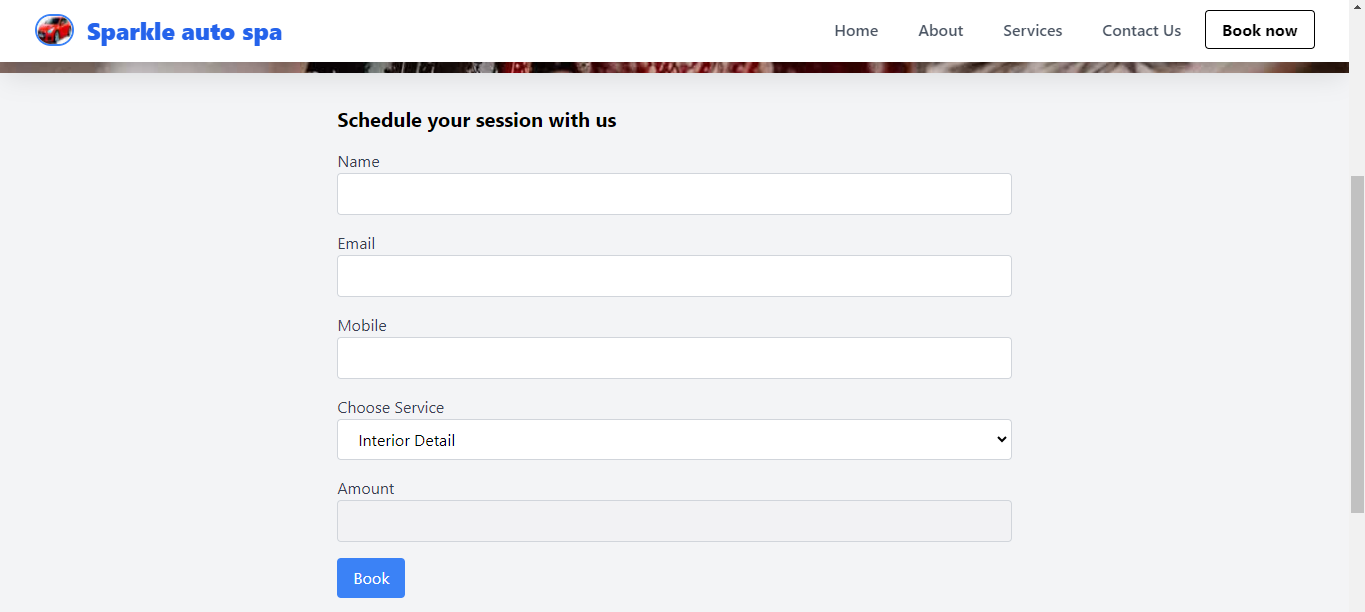 Sparkle auto spa
Home
About
Services
Contact Us
Book now
Schedule your session with us
Name
Email
Mobile
Choose Service
Interior Detail
Amount
Book